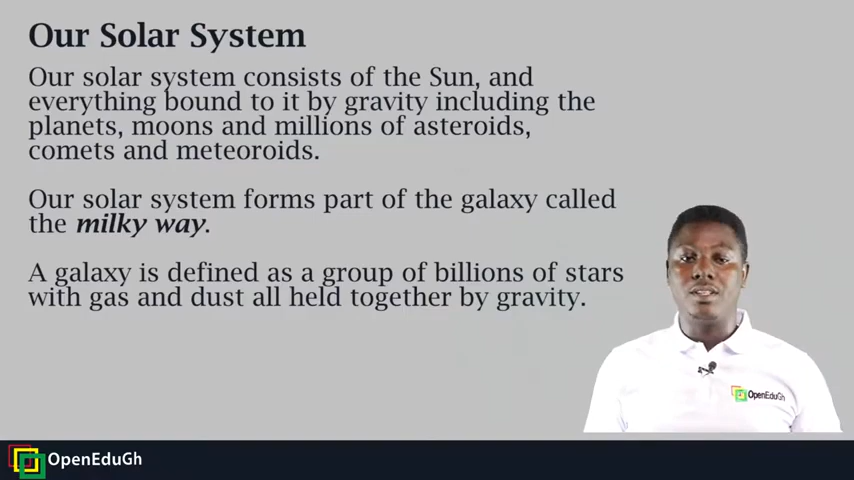 Our Solar System
Our solar system consists of the Sun, and
everything bound to it by gravity including the
planets, moons and millions of asteroids,
comets and meteoroids.
Our solar system forms part of the galaxy called
the milky way.
A galaxy is defined as a group of billions of stars
with gas and dust all held together by gravity.
OpenEduGh
OpenEduGh